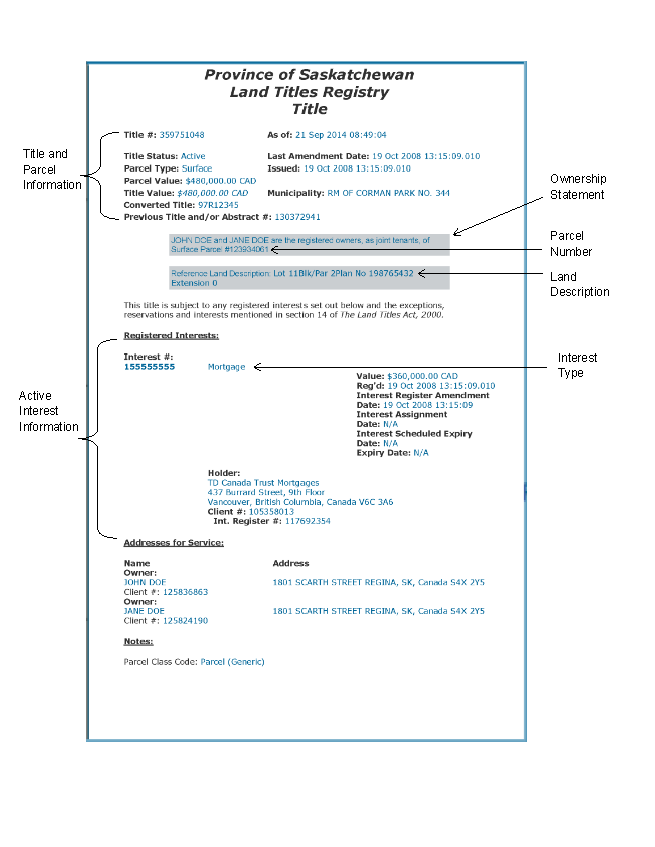 Province of Saskatchewan
Land Titles Registry
Title
Title #: 359751048 As of: 21 Sep 2014 08:49:04
Title and
Parcel
Information
Title Status: Active Last Amendment Date: 19 Oct 2008 13:15:09.010
Parcel Type: Surface Issued: 19 Oct 2008 13:15:09.010
Parcel Value: $480,000.00 CAD
Title Value: $480,000.00 CAD Municipality: RM OF CORMAN PARK NO. 344
Converted Title: 97R12345
Previous Title and/or Abstract #: 130372941
Ownership
Statement
JOHN DOE and JANE DOE are the registered owners, as joint tenants, of
Surface Parcel #123934061
Parcel
Number
Reference Land Description: Lot 11Blk/Par 2Plan No 198765432
Extension 0
Land
Description
This title is subject to any registered interests set out below and the exceptions,
reservations and interests mentioned in section 14 of The Land Titles Act, 2000.
Registered Interests:
Interest #:
155555555 Mortgage
Interest
Type
Value: $360,000.00 CAD
Reg'd: 19 Oct 2008 13:15:09.010
Interest Register Amendment
Date: 19 Oct 2008 13:15:09
Interest Assignment
Date: N/A
Interest Scheduled Expiry
Date: N/A
Expiry Date: N/A
Active
Interest
Information
Holder:
TD Canada Trust Mortgages
437 Burrard Street, 9th Floor
Vancouver, British Columbia, Canada V6C 3A6
Client #: 105358013
Int. Register #: 117692354
Addresses for Service:
Name Address
Owner:
JOHN DOE 1801 SCARTH STREET REGINA, SK, Canada S4X 2Y5
Client #: 125836863
Owner:
JANE DOE 1801 SCARTH STREET REGINA, SK, Canada S4X 2Y5
Client #: 125824190
Notes:
Parcel Class Code: Parcel (Generic)